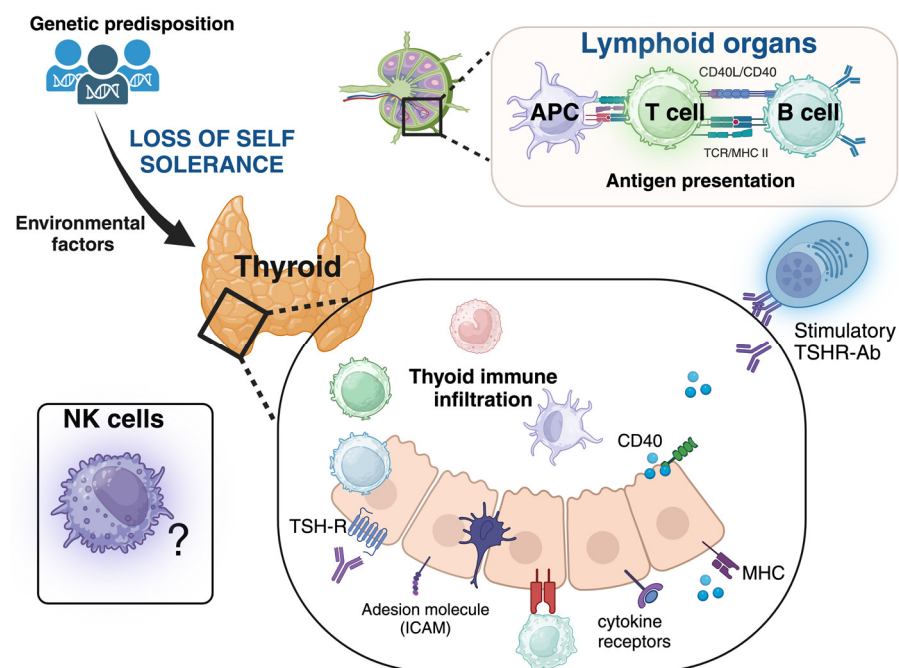 Genetic predisposition
LOSS OF SELF
SOLERANCE
Environmental
factors
Thyroid
Lymphoid organs
CD40L/CD40
APC
T cell
B cell
TCR/MHC II
Antigen presentation
Stimulatory
TSHR-Ab
Thyoid immune
infiltration
NK cells
?
CD40
TSH-R
Adesion molecule
(ICAM)
cytokine
receptors
MHC